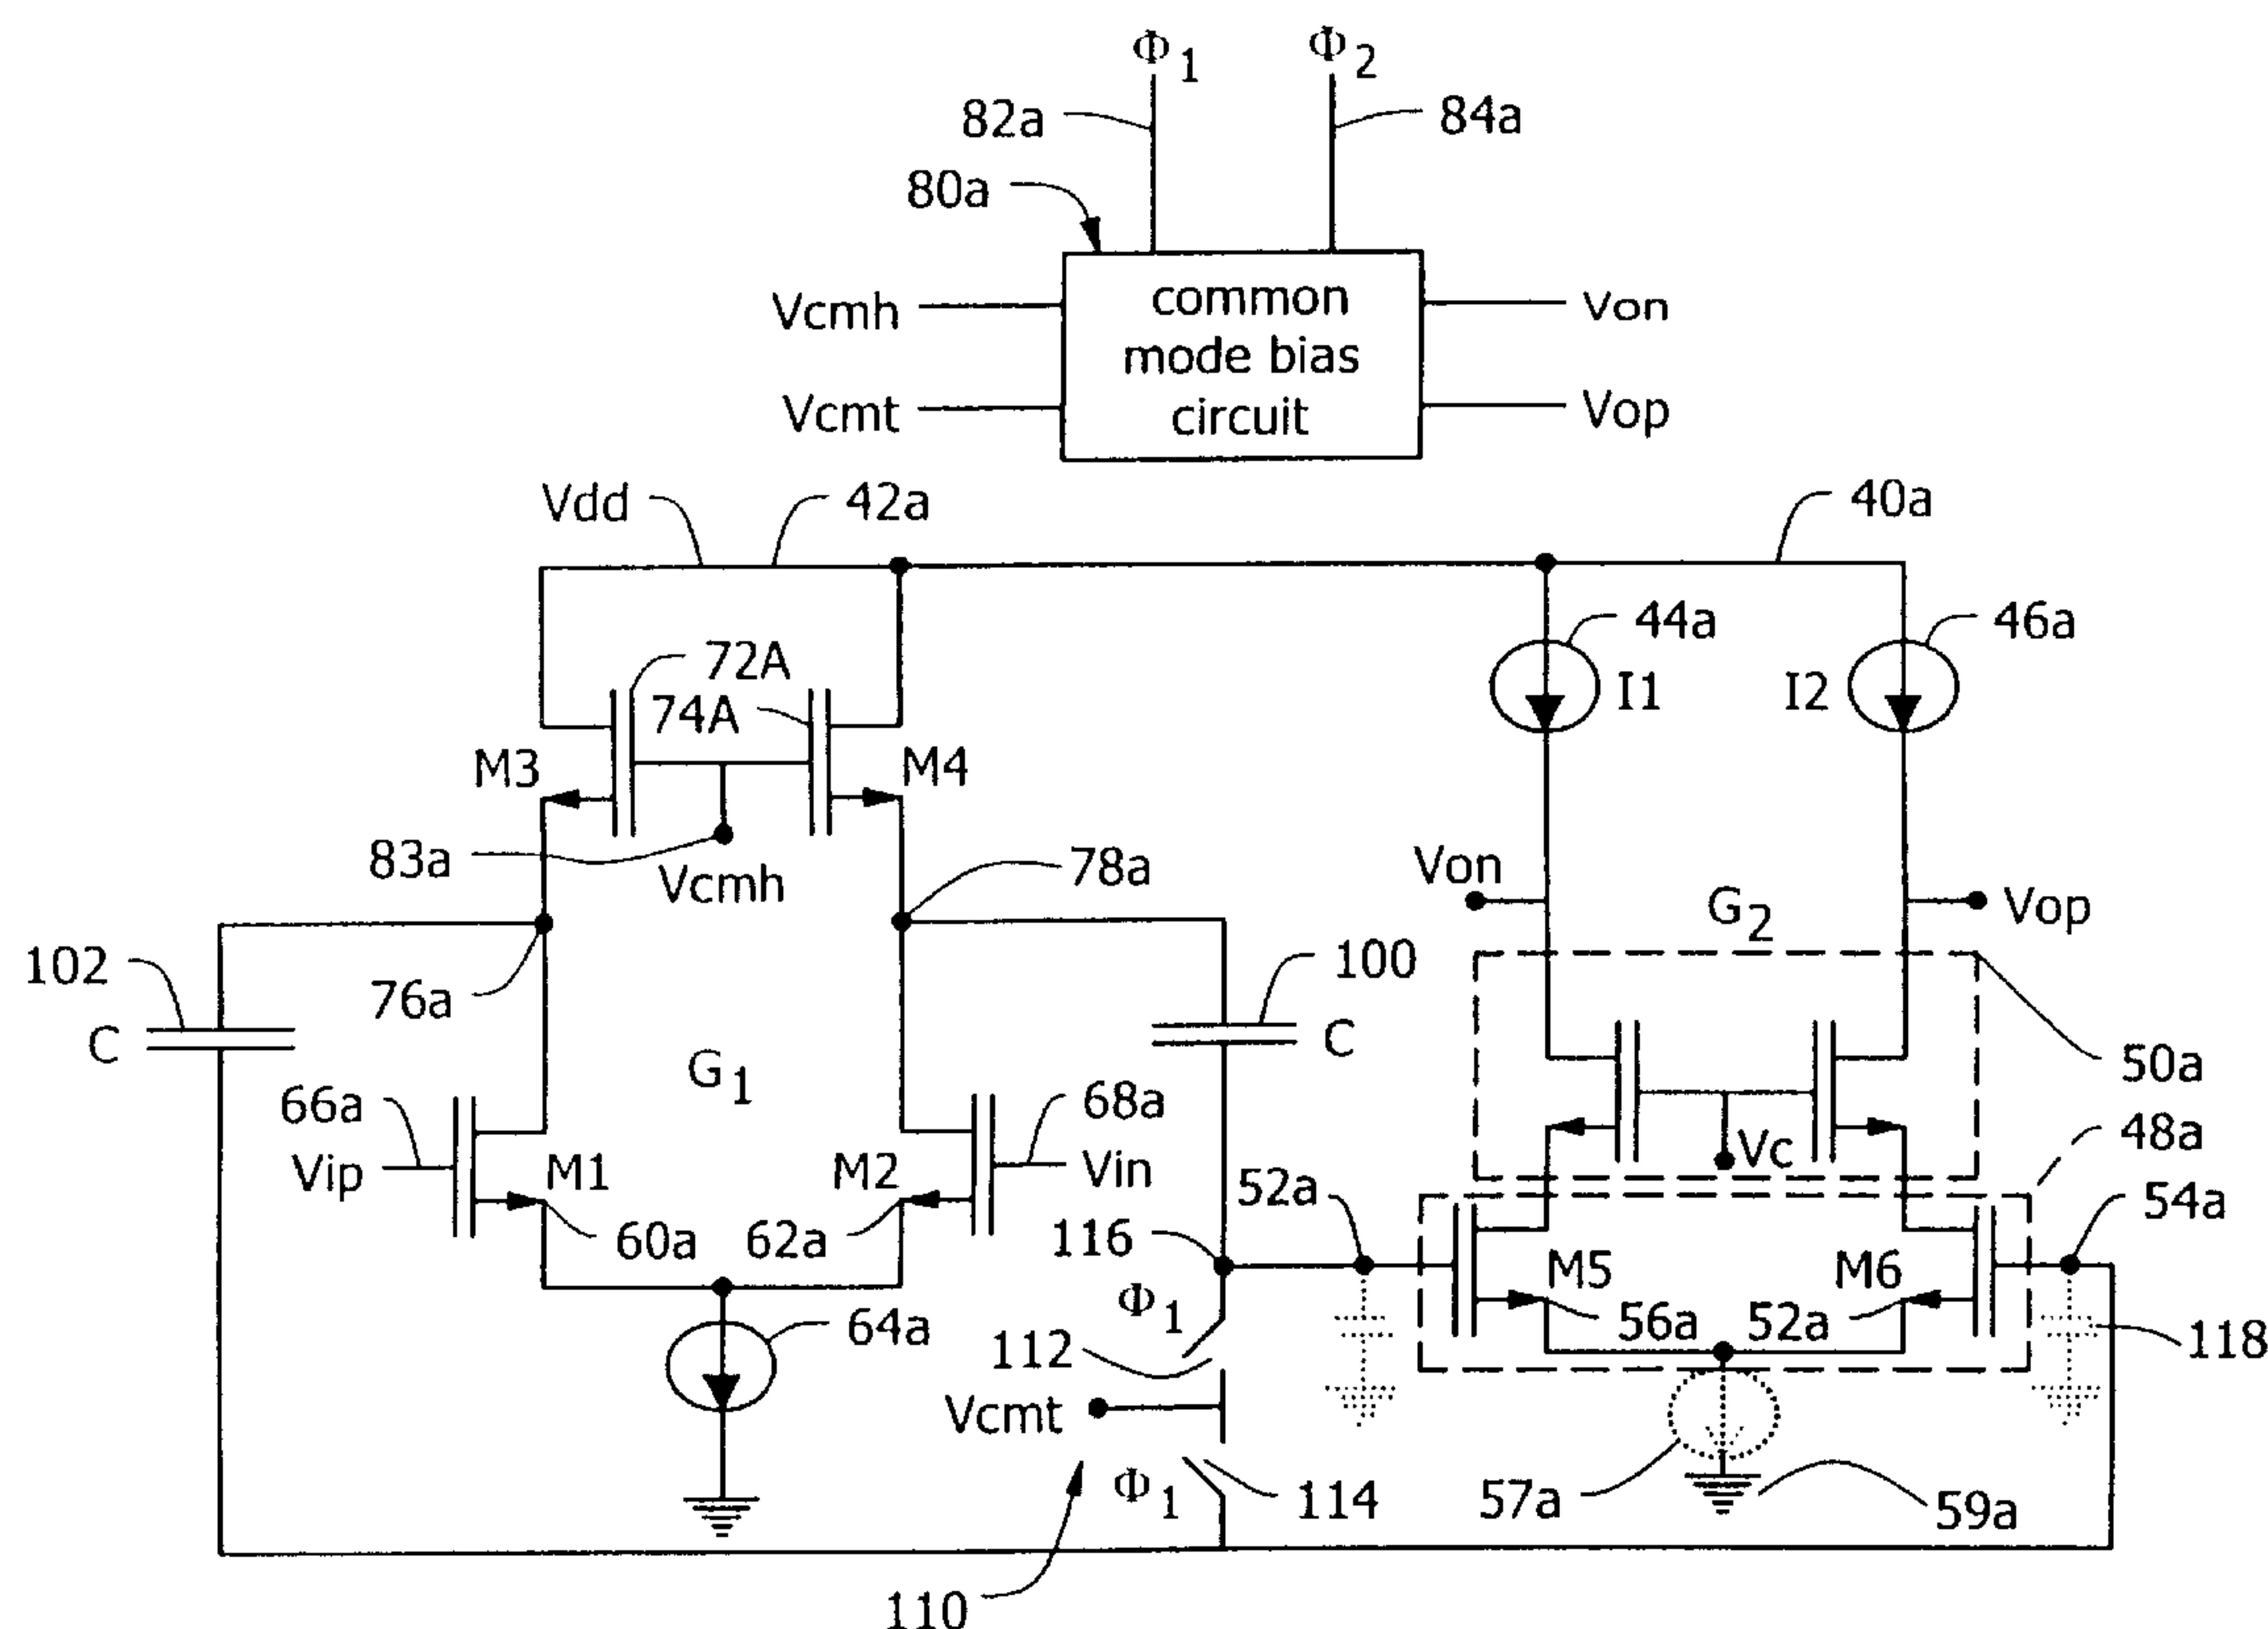 Φ1 Φ2
82a 84a
80a
Vcmh common Von
mode bias
Vcmt circuit Vop
Vdd 42a 40a
44a 46a
72A
74A I1 I2
M3 M4
83a Vcmh 78a Von G2 Vop
102 76a 100
C G1 C
50a
66a 68a 48a
Vip M1 M2 Vin Vc
52a 54a
60a 62a 116
M5 M6
Φ1 56a 52a
64a 112 118
Vcmt
Φ1 114 57a 59a
110